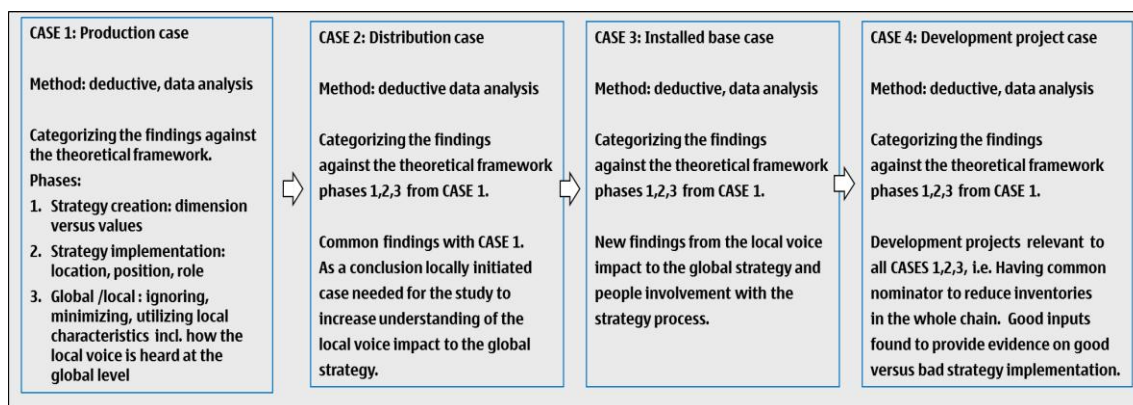 CASE 1: Production case
Method: deductive, data analysis
Categorizing the findings against
the theoretical framework.
Phases:
1. Strategy creation: dimension
versus values
2. Strategy implementation:
location, position, role
3. Global /local : ignoring,
minimizing, utilizing local
characteristics incl. how the
local voice is heard at the
global level
CASE 2: Distribution case
Method: deductive data analysis
Categorizing the findings
against the theoretical framework
phases 1,2,3 from CASE 1.
Common findings with CASE 1.
As a conclusion locally initiated
case needed for the study to
increase understanding of the
local voice impact to the global
strategy.
CASE 3: Installed base case
Method: deductive, data analysis
Categorizing the findings
against the theoretical framework
phases 1,2,3 from CASE 1.
New findings from the local voice
impact to the global strategy and
people involvement with the
strategy process.
CASE 4: Development project case
Method: deductive, data analysis
Categorizing the findings
against the theoretical framework
phases 1,2,3 from CASE 1.
Development projects relevant to
all CASES 1,2,3, i.e. Having common
nominator to reduce inventories
in the whole chain. Good inputs
found to provide evidence on good
versus bad strategy implementation.